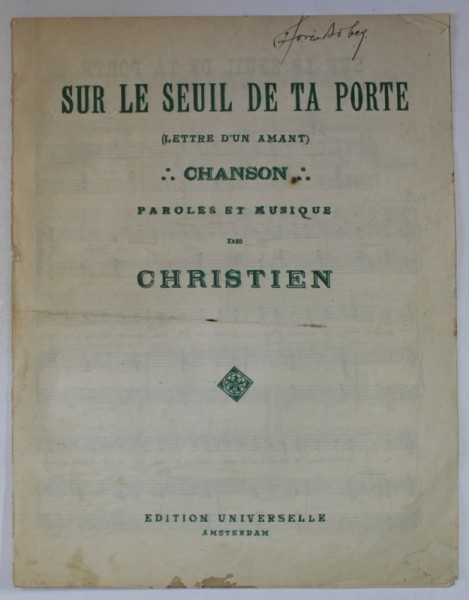 SUR LE SEUIL DE TA PORTE
(LETTRE D'UN AMANT)
∴ CHANSON ∴
PAROLES ET MUSIQUE
DE
CHRISTIEN
EDITION UNIVERSELLE
AMSTERDAM